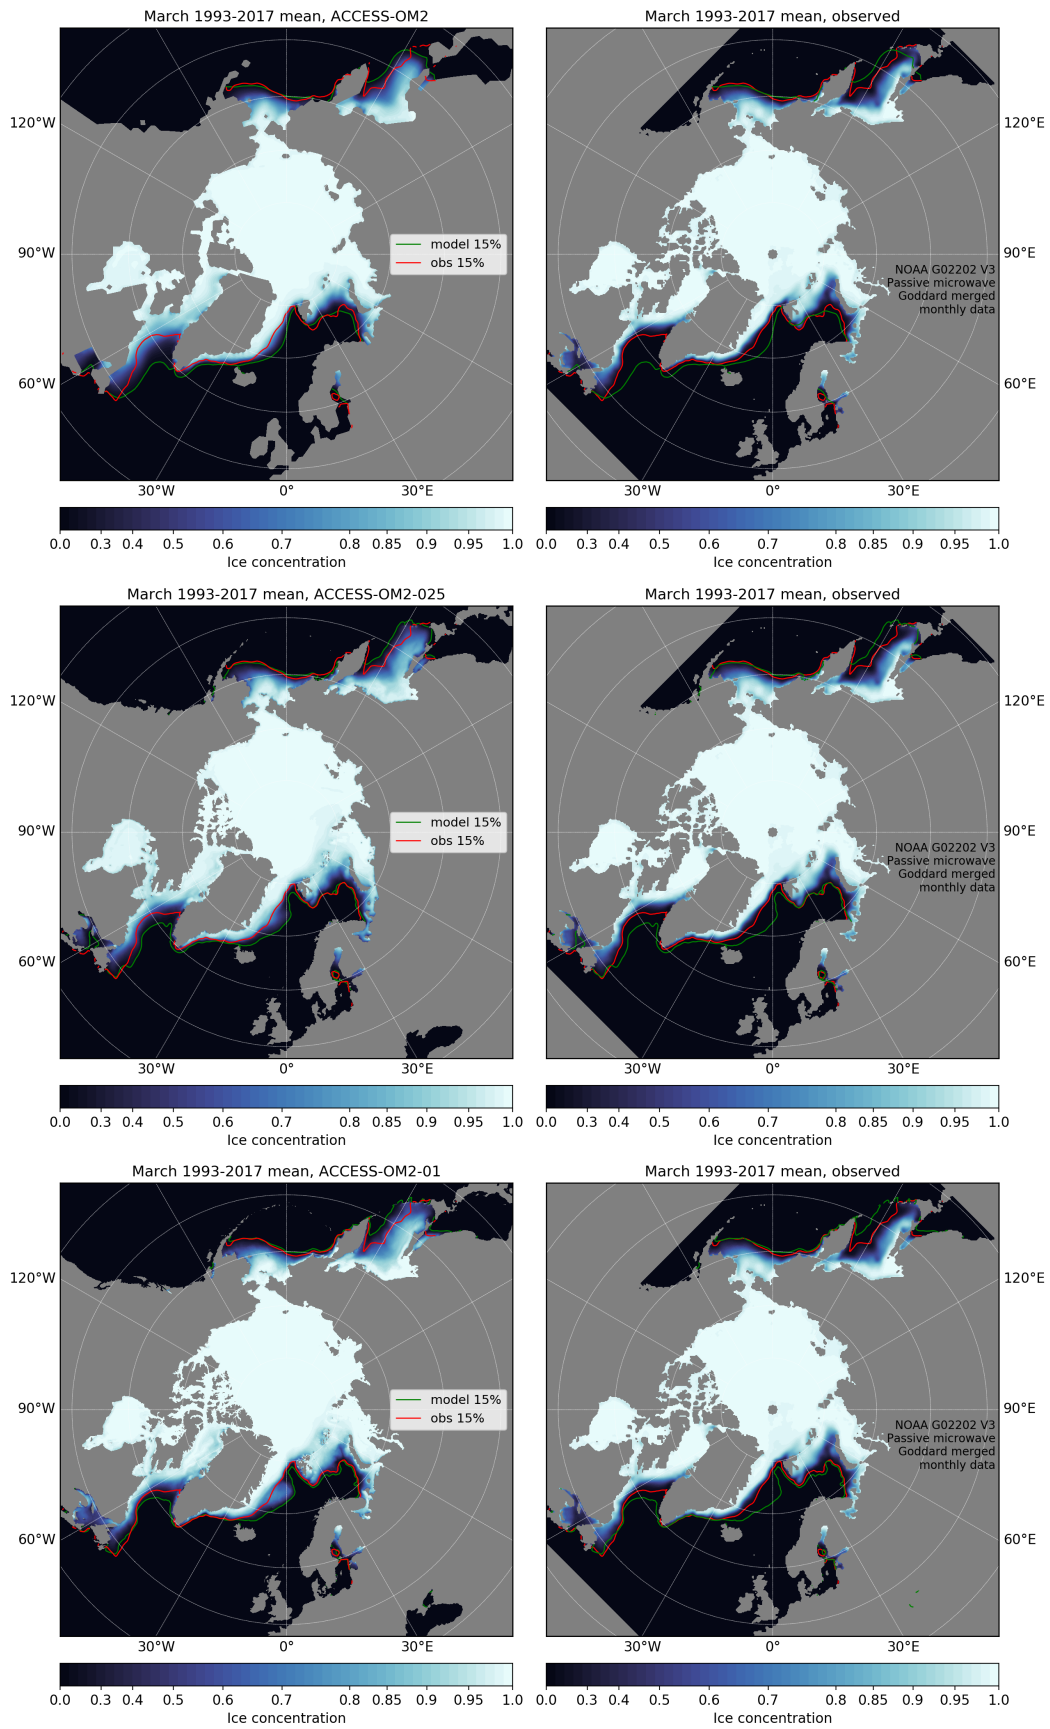 March 1993-2017 mean, ACCESS-OM2
March 1993-2017 mean, observed
120°W
90°W
60°W
model 15%
obs 15%
NOAA G02202 V3
Passive microwave
Goddard merged
monthly data
120°E
90°E
60°E
30°W 0° 30°E
30°W 0° 30°E
0.0 0.3 0.4 0.5 0.6 0.7 0.8 0.85 0.9 0.95 1.0
Ice concentration
0.0 0.3 0.4 0.5 0.6 0.7 0.8 0.85 0.9 0.95 1.0
Ice concentration
March 1993-2017 mean, ACCESS-OM2-025
March 1993-2017 mean, observed
120°W
90°W
60°W
model 15%
obs 15%
NOAA G02202 V3
Passive microwave
Goddard merged
monthly data
120°E
90°E
60°E
30°W 0° 30°E
30°W 0° 30°E
0.0 0.3 0.4 0.5 0.6 0.7 0.8 0.85 0.9 0.95 1.0
Ice concentration
0.0 0.3 0.4 0.5 0.6 0.7 0.8 0.85 0.9 0.95 1.0
Ice concentration
March 1993-2017 mean, ACCESS-OM2-01
March 1993-2017 mean, observed
120°W
90°W
60°W
model 15%
obs 15%
NOAA G02202 V3
Passive microwave
Goddard merged
monthly data
120°E
90°E
60°E
30°W 0° 30°E
30°W 0° 30°E
0.0 0.3 0.4 0.5 0.6 0.7 0.8 0.85 0.9 0.95 1.0
Ice concentration
0.0 0.3 0.4 0.5 0.6 0.7 0.8 0.85 0.9 0.95 1.0
Ice concentration